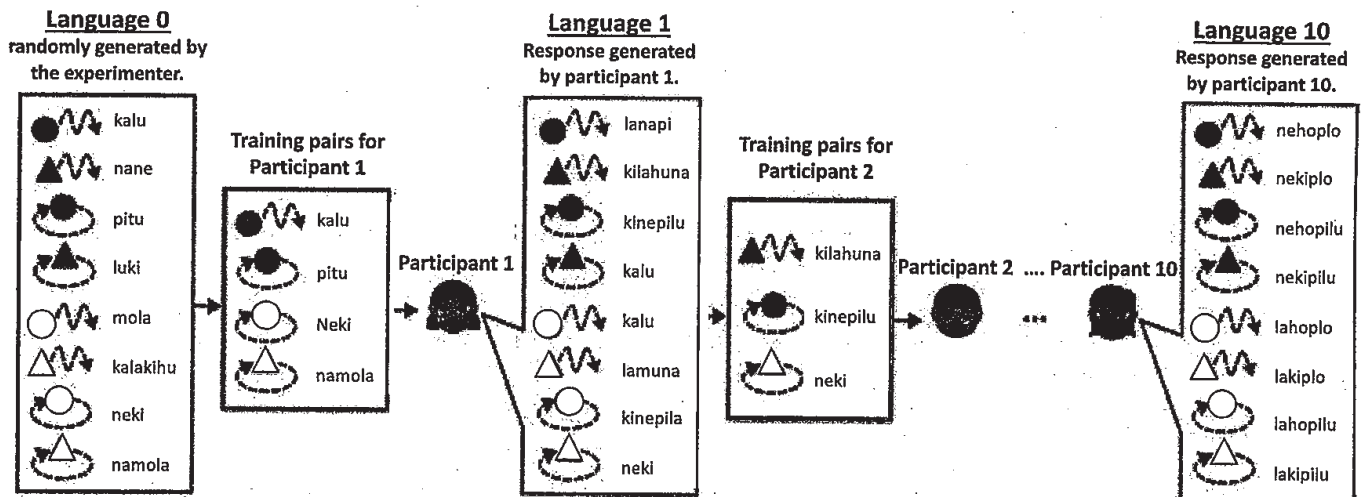 Language 0
randomly generated by
the experimenter.
kalu
nane
pitu
luki
mola
kalakihu
neki
namola
Training pairs for
Participant 1
kalu
pitu
Neki
namola
Participant 1
Language 1
Response generated
by participant 1.
lanapi
kilahuna
kinepilu
kalu
kalu
lamuna
kinepila
neki
Training pairs for
Participant 2
kilahuna
kinepilu
neki
Participant 2 .... Participant 10
...
Language 10
Response generated
by participant 10.
nehoplo
nekiplo
nehopilu
nekipilu
lahoplo
lakiplo
lahopilu
lakipilu